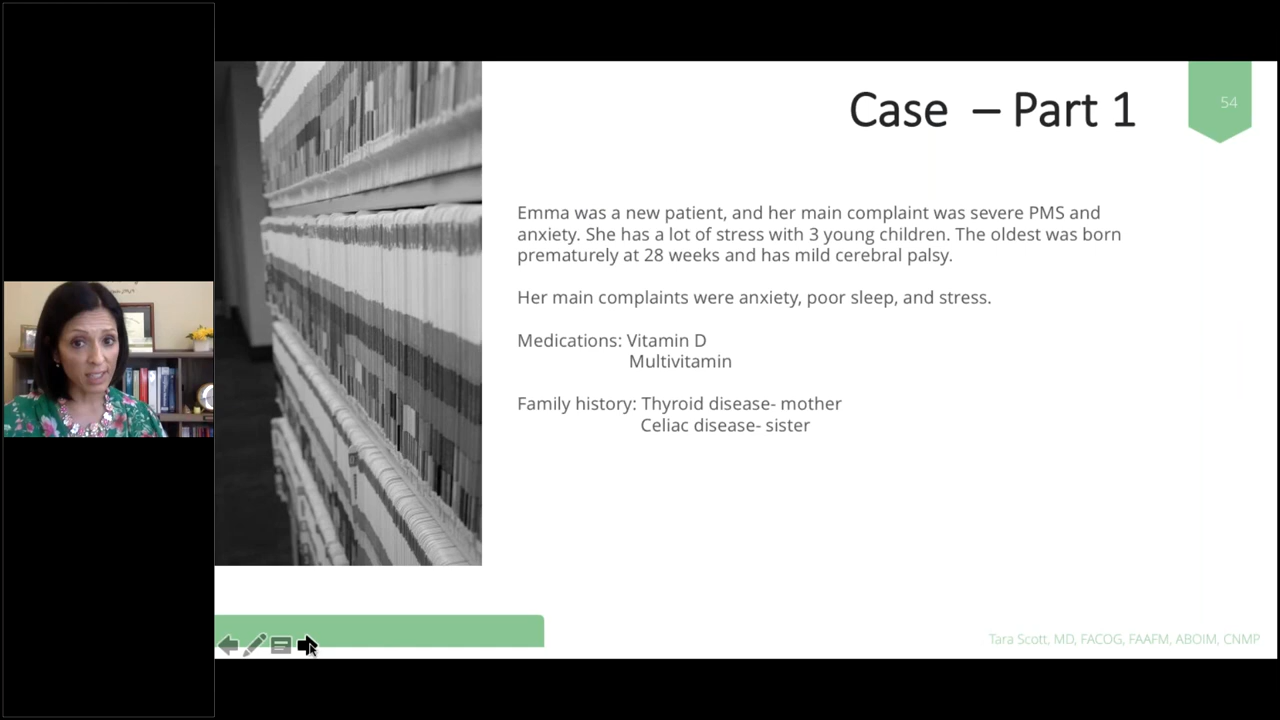 Case – Part 1
54
Emma was a new patient, and her main complaint was severe PMS and
anxiety. She has a lot of stress with 3 young children. The oldest was born
prematurely at 28 weeks and has mild cerebral palsy.
Her main complaints were anxiety, poor sleep, and stress.
Medications: Vitamin D
Multivitamin
Family history: Thyroid disease- mother
Celiac disease- sister
Tara Scott, MD, FACOG, FAAFM, ABOIM, CNMP